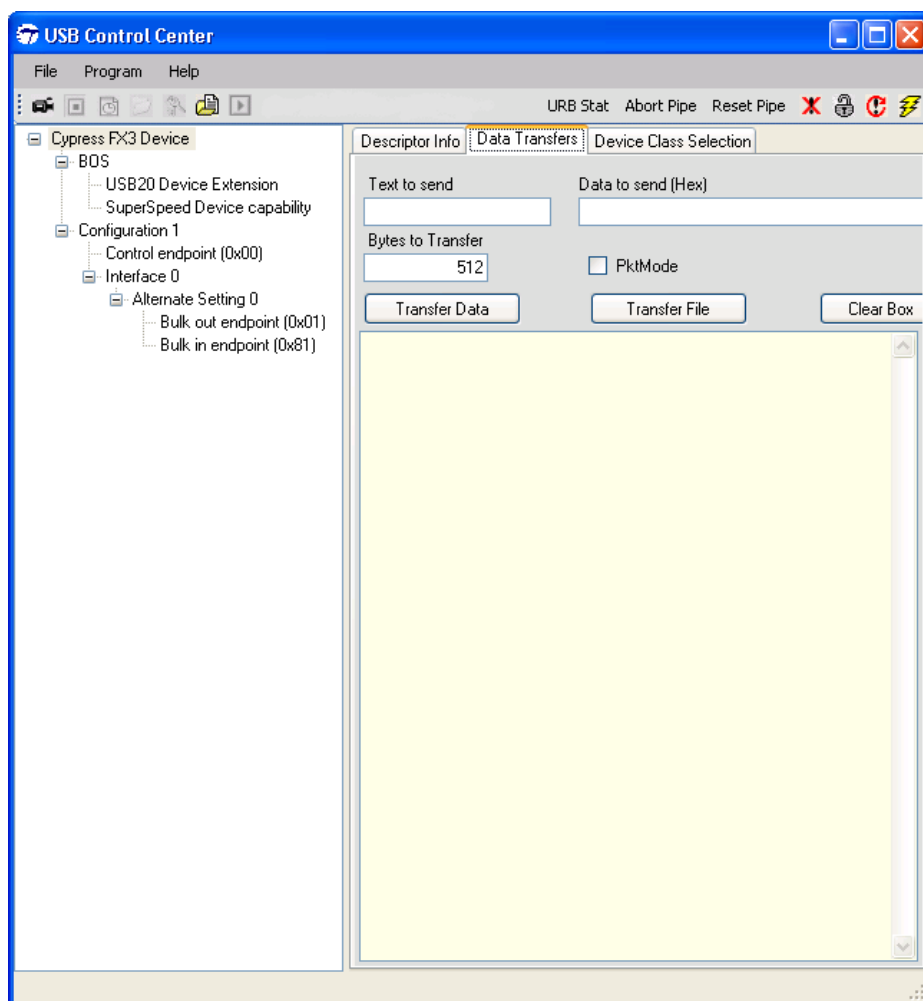 USB Control Center
File Program Help
URB Stat Abort Pipe Reset Pipe
Cypress FX3 Device
BOS
USB20 Device Extension
SuperSpeed Device capability
Configuration 1
Control endpoint (0x00)
Interface 0
Alternate Setting 0
Bulk out endpoint (0x01)
Bulk in endpoint (0x81)
Descriptor Info Data Transfers Device Class Selection
Text to send Data to send (Hex)
Bytes to Transfer
512 PktMode
Transfer Data Transfer File Clear Box